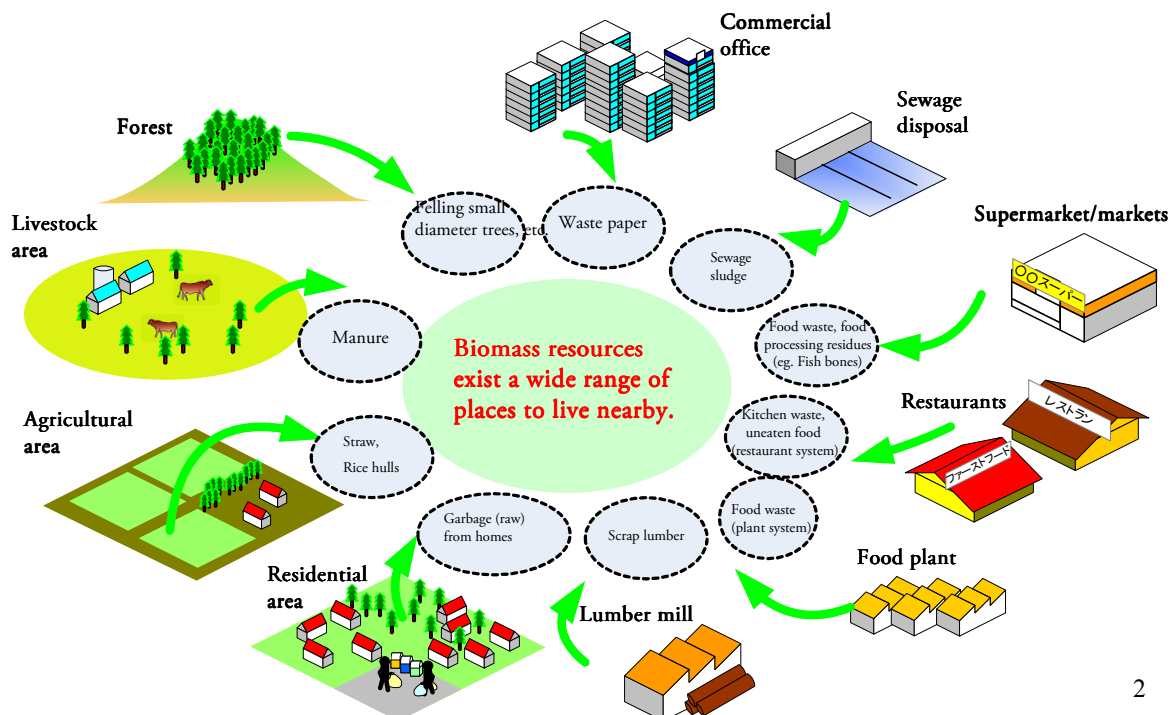 Commercial
office
Sewage
disposal
Forest
Felling small
diameter trees, etc.
Waste paper
Livestock
area
Supermarket/markets
Sewage
sludge
〇〇スーパー
Manure
Food waste, food
processing residues
(eg. Fish bones)
Biomass resources
exist a wide range of
places to live nearby.
Agricultural
area
Restaurants
レストラン
Kitchen waste,
uneaten food
(restaurant system)
Straw,
Rice hulls
ファーストフード
Garbage (raw)
from homes
Scrap lumber
Food waste
(plant system)
Food plant
Residential
area
Lumber mill
2